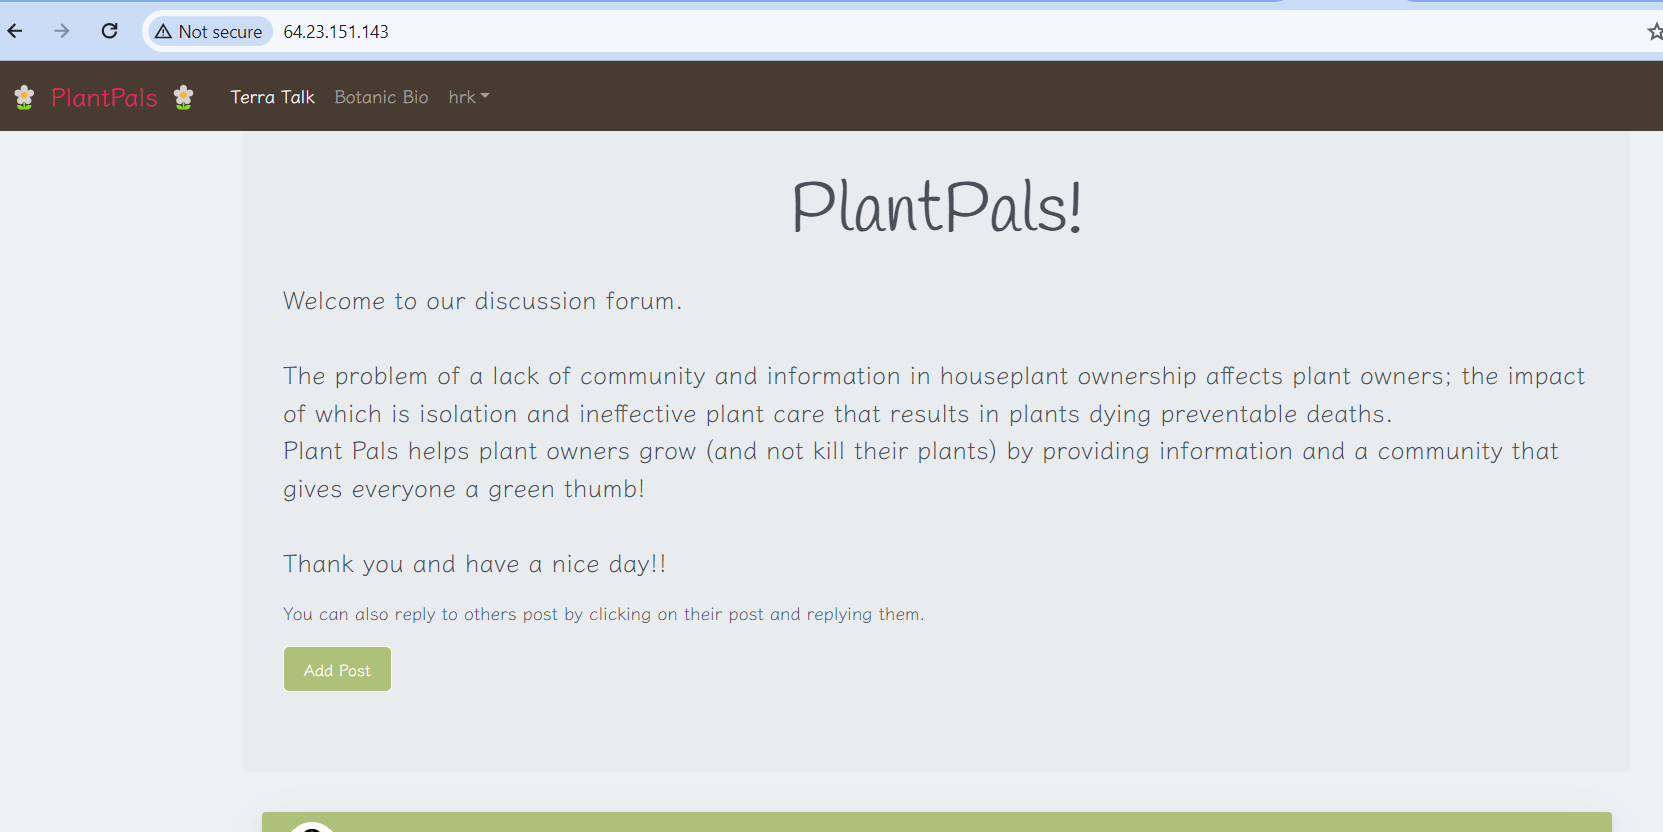 Not secure 64.23.151.143
PlantPals Terra Talk Botanic Bio hrk
PlantPals!
Welcome to our discussion forum.
The problem of a lack of community and information in houseplant ownership affects plant owners; the impact
of which is isolation and ineffective plant care that results in plants dying preventable deaths.
Plant Pals helps plant owners grow (and not kill their plants) by providing information and a community that
gives everyone a green thumb!
Thank you and have a nice day!!
You can also reply to others post by clicking on their post and replying them.
Add Post